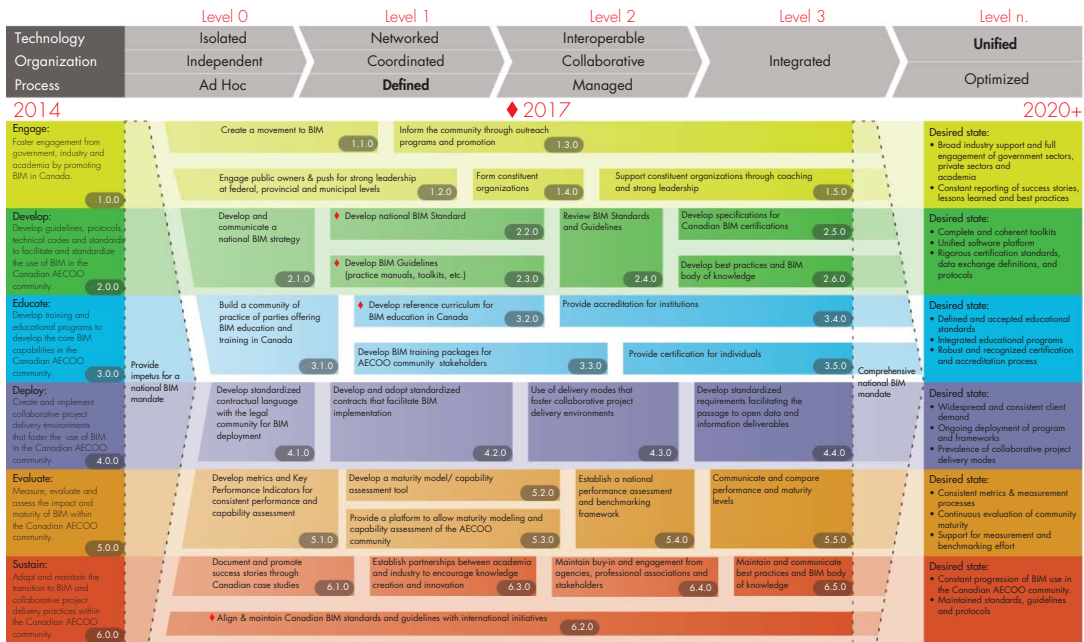 Level 0
Level 1
Level 2
Level 3
Level n.
Technology
Organization
Process
Isolated
Independent
Ad Hoc
Networked
Coordinated
Defined
Interoperable
Collaborative
Managed
Integrated
Unified
Optimized
2014
2017
2020+
Engage:
Foster engagement from
government, industry and
academia by promoting
BIM in Canada.
1.0.0
Create a movement to BIM
1.1.0
Inform the community through outreach
programs and promotion
1.3.0
Engage public owners & push for strong leadership
at federal, provincial and municipal levels
1.2.0
Form constituent
organizations
1.4.0
Support constituent organizations through coaching
and strong leadership
1.5.0
Desired state:
• Broad industry support and full
engagement of government sectors,
private sectors and
academia
• Constant reporting of success stories,
lessons learned and best practices
Develop:
Develop guidelines, protocols,
technical codes and standards
to facilitate and standardize
the use of BIM in the
Canadian AECOO
community.
2.0.0
Develop and
communicate a
national BIM strategy
2.1.0
Develop national BIM Standard
2.2.0
Develop BIM Guidelines
(practice manuals, toolkits, etc.)
2.3.0
Review BIM Standards
and Guidelines
2.4.0
Develop specifications for
Canadian BIM certifications
2.5.0
Develop best practices and BIM
body of knowledge
2.6.0
Desired state:
• Complete and coherent toolkits
• Unified software platform
• Rigorous certification standards,
data exchange definitions, and
protocols
Educate:
Develop training and
educational programs to
develop the core BIM
capabilities in the
Canadian AECOO
community.
3.0.0
Provide
impetus for a
national BIM
mandate
Build a community of
practice of parties offering
BIM education and
training in Canada
3.1.0
Develop reference curriculum for
BIM education in Canada
3.2.0
Develop BIM training packages for
AECOO community stakeholders
3.3.0
Provide accreditation for institutions
3.4.0
Provide certification for individuals
3.5.0
Comprehensive
national BIM
mandate
Desired state:
• Defined and accepted educational
standards
• Integrated educational programs
• Robust and recognized certification
and accreditation process
Deploy:
Create and implement
collaborative project
delivery environments
that foster the use of BIM
in the Canadian AECOO
community.
4.0.0
Develop standardized
contractual language
with the legal
community for BIM
deployment
4.1.0
Develop and adopt standardized
contracts that facilitate BIM
implementation
4.2.0
Use of delivery modes that
foster collaborative project
delivery environments
4.3.0
Develop standardized
requirements facilitating the
passage to open data and
information deliverables
4.4.0
Desired state:
• Widespread and consistent client
demand
• Ongoing deployment of program
and frameworks
• Prevalence of collaborative project
delivery modes
Evaluate:
Measure, evaluate and
assess the impact and
maturity of BIM within
the Canadian AECOO
community.
5.0.0
Develop metrics and Key
Performance Indicators for
consistent performance and
capability assessment
5.1.0
Develop a maturity model/ capability
assessment tool
5.2.0
Provide a platform to allow maturity modeling and
capability assessment of the AECOO
community
5.3.0
Establish a national
performance assessment
and benchmarking
framework
5.4.0
Communicate and compare
performance and maturity
levels
5.5.0
Desired state:
• Consistent metrics & measurement
processes
• Continuous evaluation of community
maturity
• Support for measurement and
benchmarking effort
Sustain:
Adapt and maintain the
transition to BIM and
collaborative project
delivery practices within
the Canadian AECOO
community.
6.0.0
Document and promote
success stories through
Canadian case studies
6.1.0
Establish partnerships between academia
and industry to encourage knowledge
creation and innovation
6.3.0
Maintain buy-in and engagement from
agencies, professional associations and
stakeholders
6.4.0
Maintain and communicate
best practices and BIM body
of knowledge
6.5.0
Align & maintain Canadian BIM standards and guidelines with international initiatives
6.2.0
Desired state:
• Constant progression of BIM use in
the Canadian AECOO community.
• Maintained standards, guidelines
and protocols